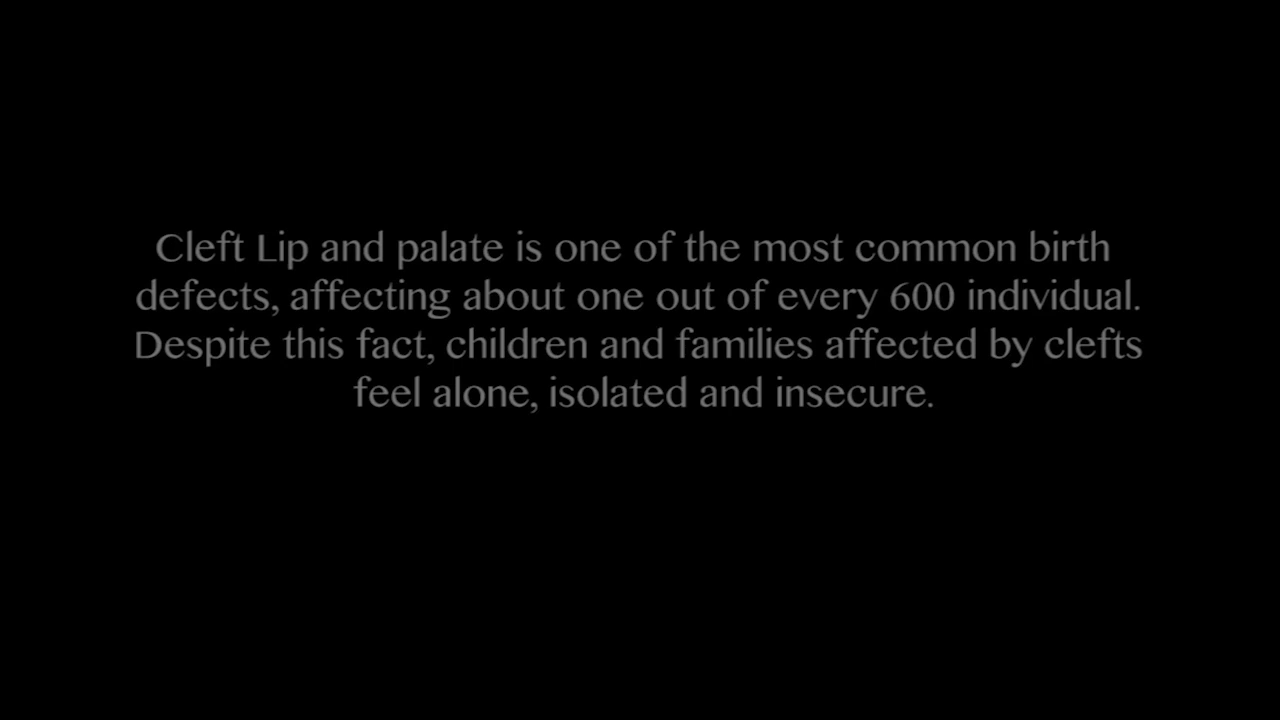 Cleft Lip and palate is one of the most common birth
defects, affecting about one out of every 600 individual.
Despite this fact, children and families affected by clefts
feel alone, isolated and insecure.